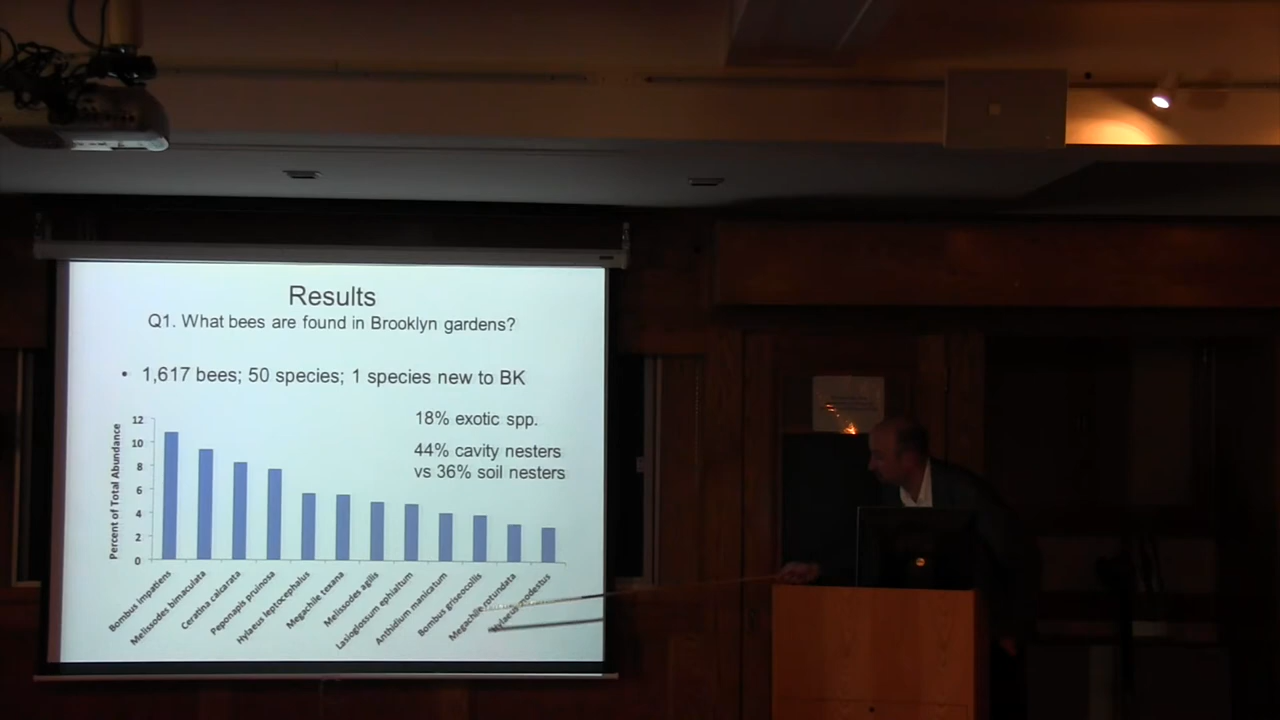 Results
Q1. What bees are found in Brooklyn gardens?
• 1,617 bees; 50 species; 1 species new to BK
18% exotic spp.
44% cavity nesters
vs 36% soil nesters
Percent of Total Abundance
12
10
8
6
4
2
0
Bombus impatiens
Melissodes bimaculata
Ceratina calcarata
Peponapis pruinosa
Hylaeus leptocephalus
Megachile texana
Melissodes agilis
Lasioglossum ephialtum
Anthidium manicatum
Bombus griseocollis
Megachile rotundata
Hylaeus modestus